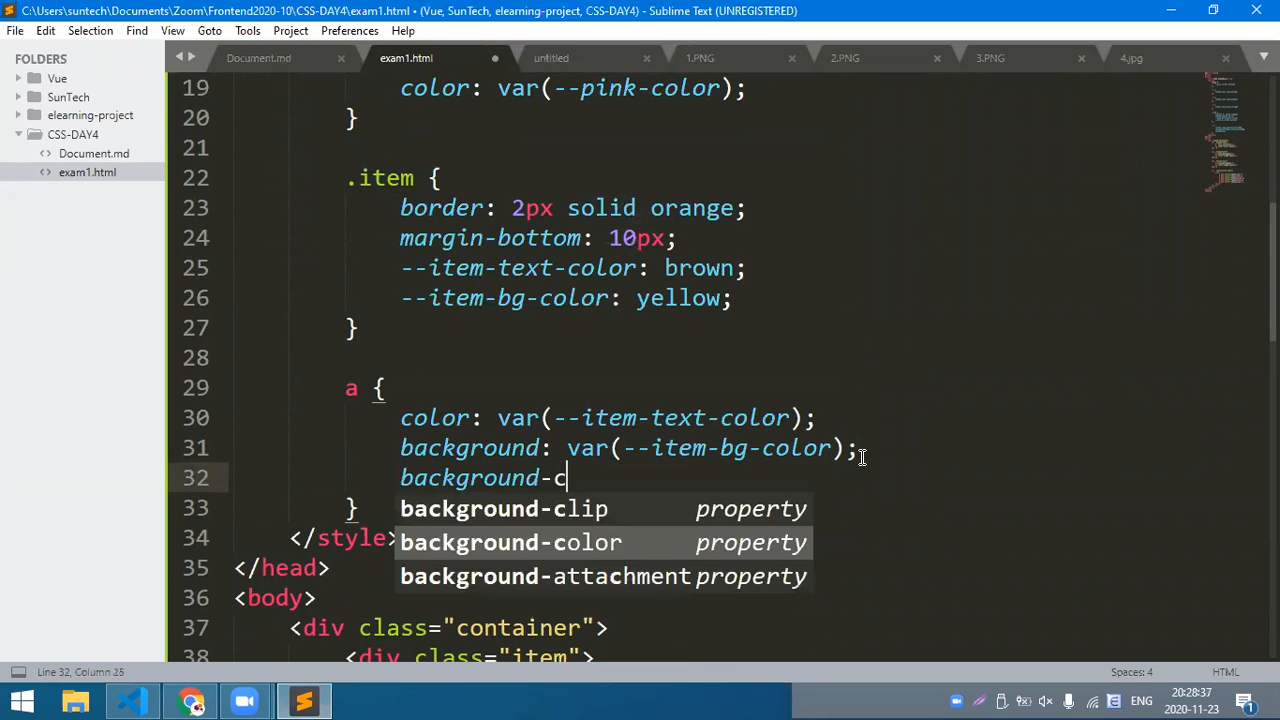 C:\Users\suntech\Documents\Zoom\Frontend2020-10\CSS-DAY4\exam1.html • (Vue, SunTech, elearning-project, CSS-DAY4) - Sublime Text (UNREGISTERED)
File Edit Selection Find View Goto Tools Project Preferences Help
FOLDERS
Vue
SunTech
elearning-project
CSS-DAY4
Document.md
exam1.html
Document.md exam1.html untitled 1.PNG 2.PNG 3.PNG 4.jpg
19 color: var(--pink-color);
20 }
21
22 .item {
23 border: 2px solid orange;
24 margin-bottom: 10px;
25 --item-text-color: brown;
26 --item-bg-color: yellow;
27 }
28
29 a {
30 color: var(--item-text-color);
31 background: var(--item-bg-color);
32 background-c
33 }
background-clip property
background-color property
background-attachment property
34 </style>
35 </head>
36 <body>
37 <div class="container">
38 <div class="item">
Line 32, Column 25 Spaces: 4 HTML
ENG
20:28:37
2020-11-23
1